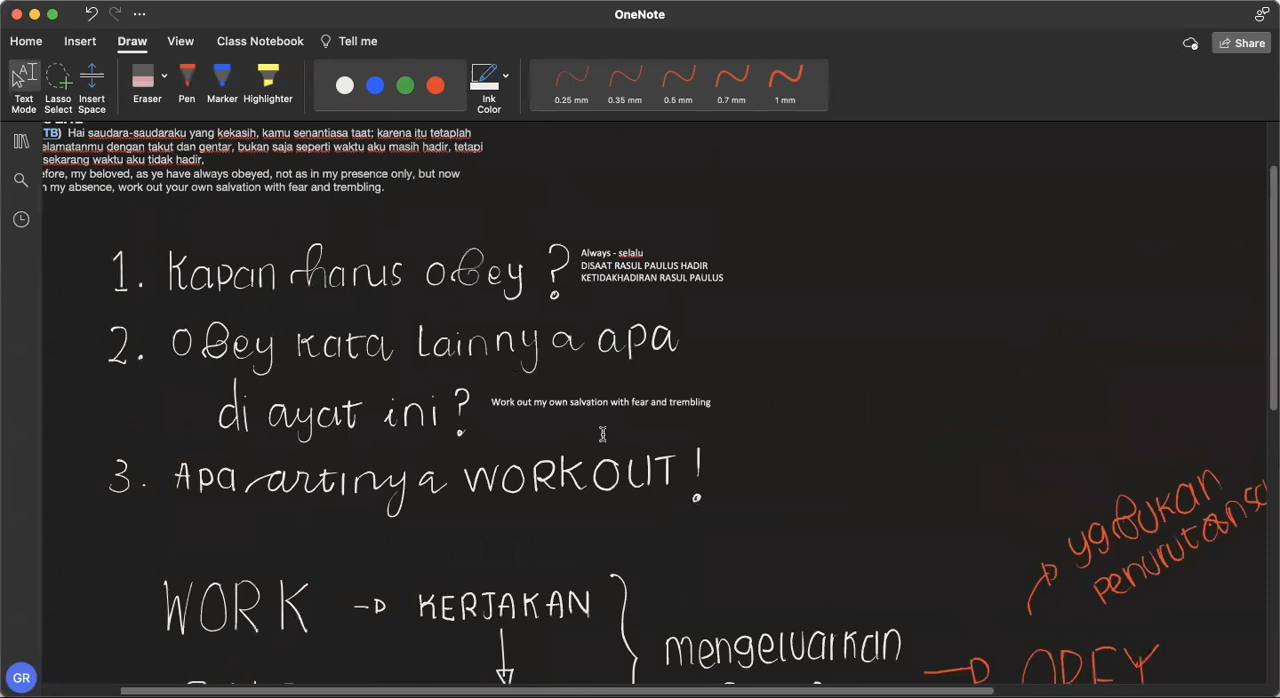 OneNote
Home Insert Draw View Class Notebook Tell me Share
Text Mode Lasso Select Insert Space Eraser Pen Marker Highlighter Ink Color 0.25 mm 0.35 mm 0.5 mm 0.7 mm 1 mm
TB) Hai saudara-saudaraku yang kekasih, kamu senantiasa taat; karena itu tetaplah
elamatanmu dengan takut dan gentar, bukan saja seperti waktu aku masih hadir, tetapi
sekarang waktu aku tidak hadir,
efore, my beloved, as ye have always obeyed, not as in my presence only, but now
n my absence, work out your own salvation with fear and trembling.
1. Kapan harus obey ?
Always - selalu
DISAAT RASUL PAULUS HADIR
KETIDAKHADIRAN RASUL PAULUS
2. Obey kata lainnya apa
di ayat ini ?
Work out my own salvation with fear and trembling
3. Apa artinya WORKOUT !
yg Bukan
penurutan
WORK → KERJAKAN
mengeluarkan
→ OBEY
GR